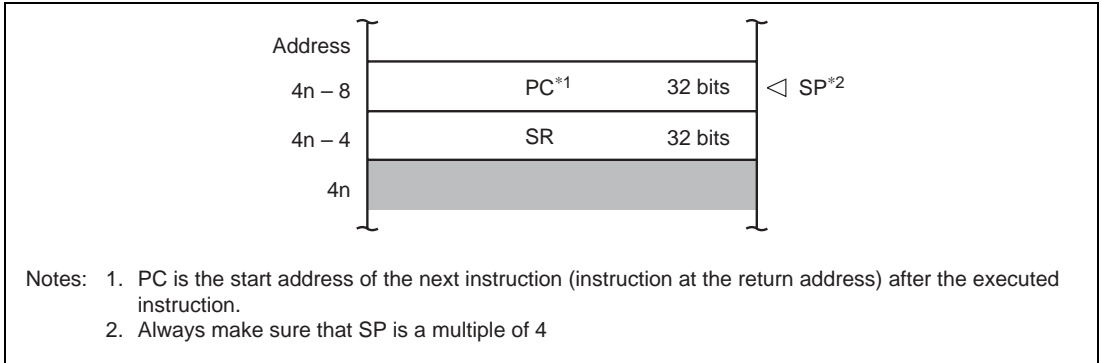 Address
4n – 8 PC*1 32 bits ◁ SP*2
4n – 4 SR 32 bits
4n
Notes: 1. PC is the start address of the next instruction (instruction at the return address) after the executed
instruction.
2. Always make sure that SP is a multiple of 4